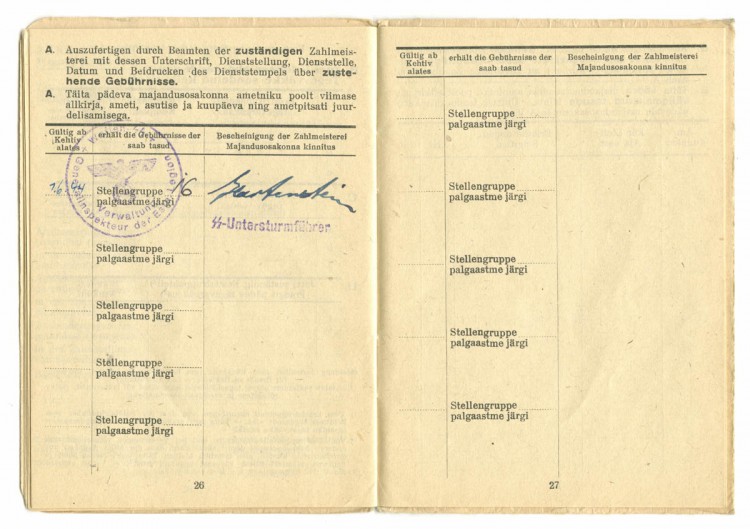 A. Auszufertigen durch Beamten der zuständigen Zahlmeis-
terei mit dessen Unterschrift, Dienststellung, Dienststelle,
Datum und Beidrucken des Dienststempels über zuste-
hende Gebührnisse.
A. Täita pädeva majandusosakonna ametniku poolt viimase
allkirja, ameti, asutise ja kuupäeva ning ametpitsati juur-
delisamisega.
Gültig ab
Kehtiv
alates
erhält die Gebührnisse der
saab tasud
Bescheinigung der Zahlmeisterei
Majandusosakonna kinnitus
Generalinspekteur der
Verwaltung
Stellengruppe 16
palgaastme järgi
SS-Untersturmführer
Stellengruppe
palgaastme järgi
Stellengruppe
palgaastme järgi
Stellengruppe
palgaastme järgi
Stellengruppe
palgaastme järgi
26
Gültig ab
Kehtiv
alates
erhält die Gebührnisse der
saab tasud
Bescheinigung der Zahlmeisterei
Majandusosakonna kinnitus
Stellengruppe
palgaastme järgi
Stellengruppe
palgaastme järgi
Stellengruppe
palgaastme järgi
Stellengruppe
palgaastme järgi
Stellengruppe
palgaastme järgi
27